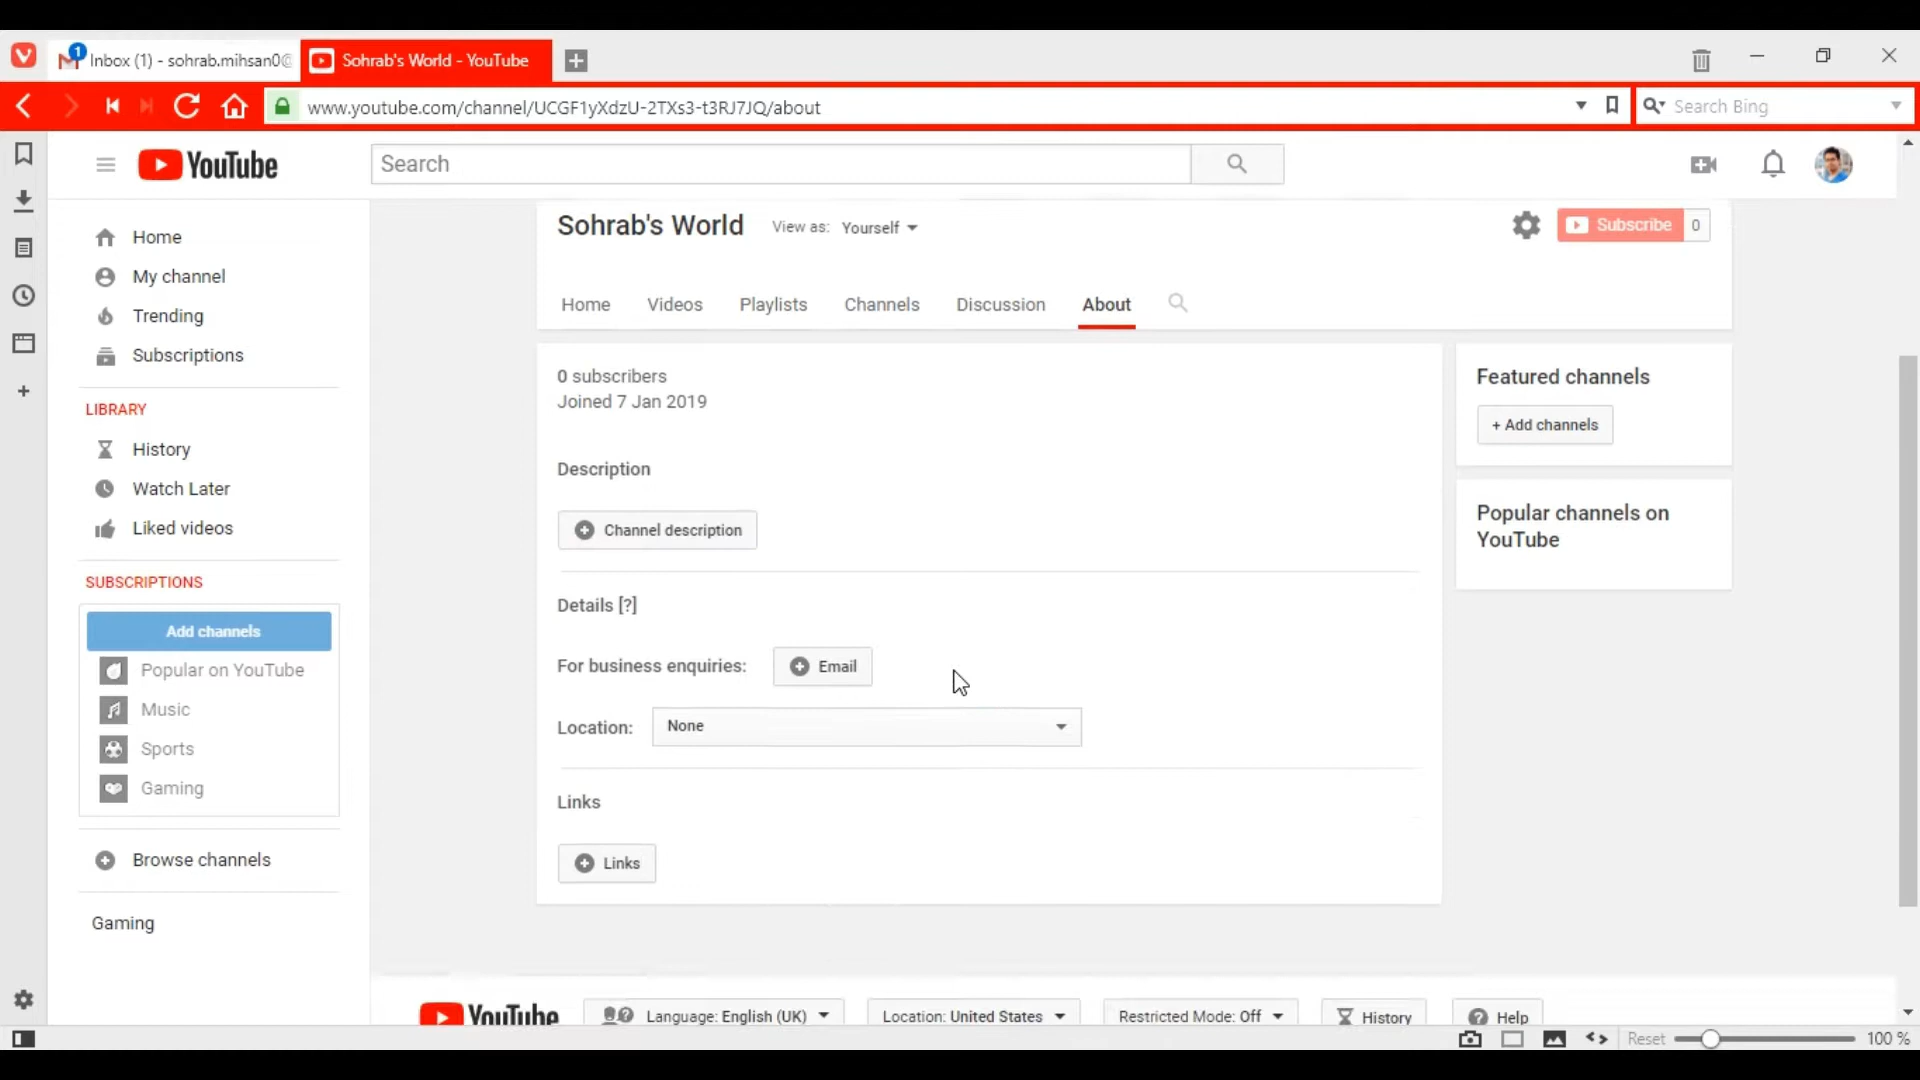 1
Inbox (1) - sohrab.mihsan0@
Sohrab's World - YouTube
www.youtube.com/channel/UCGF1yXdzU-2TXs3-t3RJ7JQ/about
Search Bing
YouTube
Search
Home
My channel
Trending
Subscriptions
LIBRARY
History
Watch Later
Liked videos
SUBSCRIPTIONS
Add channels
Popular on YouTube
Music
Sports
Gaming
Browse channels
Gaming
Sohrab's World View as: Yourself
Subscribe 0
Home Videos Playlists Channels Discussion About
0 subscribers
Joined 7 Jan 2019
Description
Channel description
Details [?]
For business enquiries: Email
Location: None
Links
Links
Featured channels
+ Add channels
Popular channels on
YouTube
YouTube Language: English (UK) Location: United States Restricted Mode: Off History Help
Reset 100 %